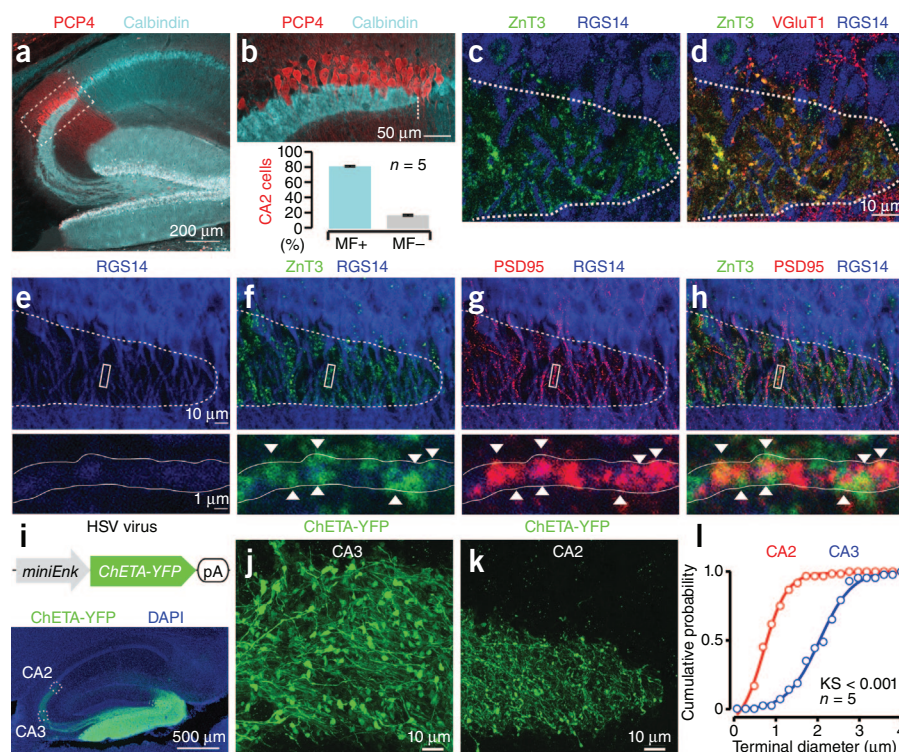 PCP4 Calbindin
a
200 µm
PCP4 Calbindin
b
50 µm
CA2 cells
100
80
60
40
20
0
(%)
n = 5
MF+ MF−
ZnT3 RGS14
c
ZnT3 VGluT1 RGS14
d
10 µm
RGS14
e
10 µm
1 µm
ZnT3 RGS14
f
PSD95 RGS14
g
ZnT3 PSD95 RGS14
h
i
HSV virus
miniEnk ChETA-YFP pA
ChETA-YFP DAPI
CA2
CA3
500 µm
ChETA-YFP
j
CA3
10 µm
ChETA-YFP
k
CA2
10 µm
l
CA2 CA3
Cumulative probability
1.0
0.5
0
KS < 0.001
n = 5
0 1 2 3 4
Terminal diameter (µm)